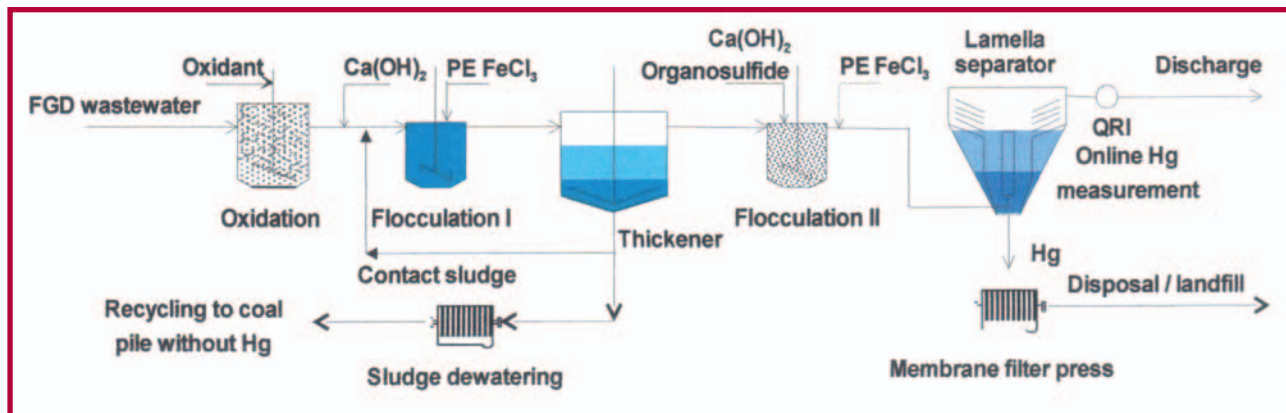 Oxidant
FGD wastewater
Oxidation
Ca(OH)2
PE FeCl3
Flocculation I
Thickener
Contact sludge
Recycling to coal
pile without Hg
Sludge dewatering
Ca(OH)2
Organosulfide
PE FeCl3
Flocculation II
Lamella
separator
Discharge
QRI
Online Hg
measurement
Hg
Disposal / landfill
Membrane filter press